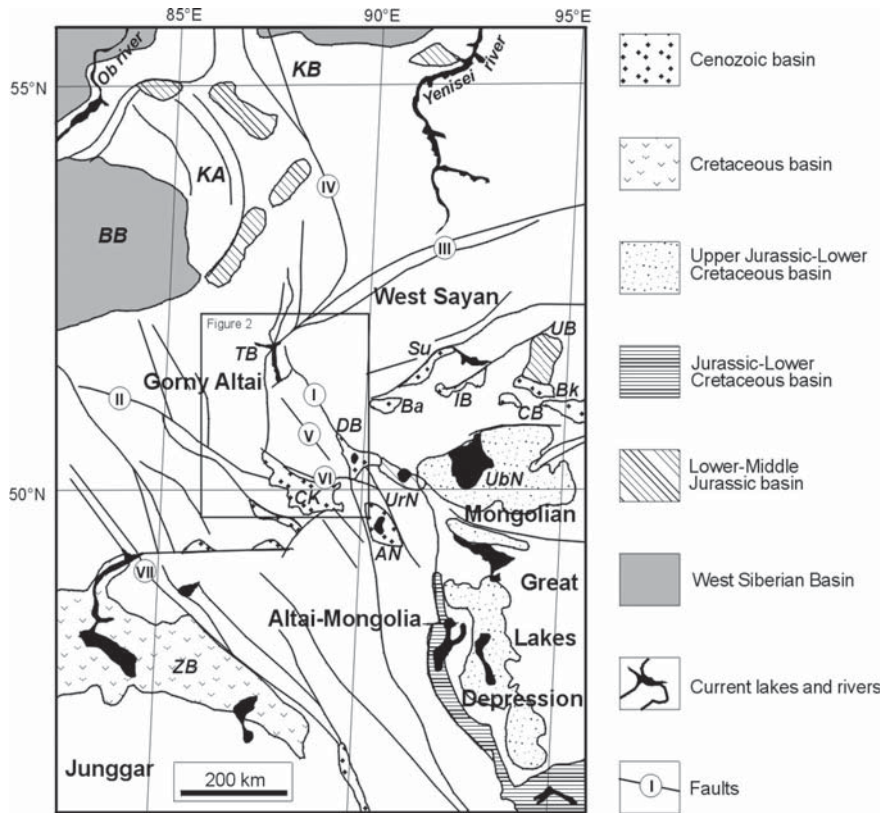 85°E
90°E
95°E
55°N
50°N
Ob river
KB
Yenisei
river
KA
IV
BB
III
West Sayan
Figure 2
UB
TB
Su
Gorny Altai
I
IB
Bk
II
Ba
CB
V
DB
VI
UbN
CK
UrN
Mongolian
AN
VII
Great
Altai-Mongolia
Lakes
ZB
Depression
Junggar
200 km
Cenozoic basin
Cretaceous basin
Upper Jurassic-Lower
Cretaceous basin
Jurassic-Lower
Cretaceous basin
Lower-Middle
Jurassic basin
West Siberian Basin
Current lakes and rivers
I
Faults